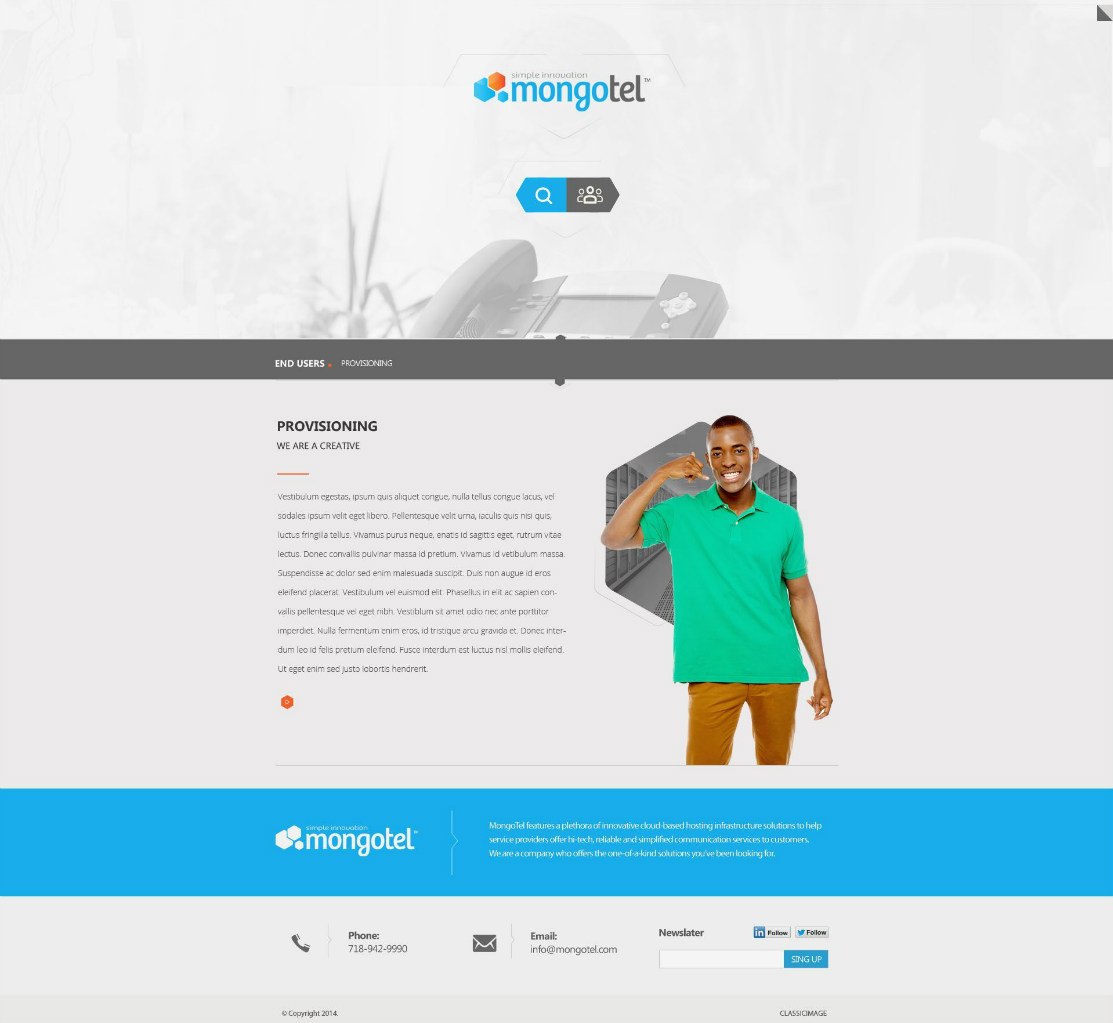 simple innovation
mongotel™
END USERS PROVISIONING
PROVISIONING
WE ARE A CREATIVE
Vestibulum egestas, ipsum quis aliquet congue, nulla tellus congue lacus, vel
sodales ipsum velit eget libero. Pellentesque velit urna, iaculis quis nisi quis,
luctus fringilla tellus. Vivamus purus neque, enatis id sagittis eget, rutrum vitae
lectus. Donec convallis pulvinar massa id pretium. Vivamus id vetibulum massa.
Suspendisse ac dolor sed enim malesuada suscipit. Duis non augue id eros
eleifend placerat. Vestibulum vel euismod elit. Phasellus in elit ac sapien con-
vallis pellentesque vel eget nibh. Vestiblum sit amet odio nec ante porttitor
imperdiet. Nulla fermentum enim eros, id tristique arcu gravida et. Donec inter-
dum leo id felis pretium eleifend. Fusce interdum est luctus nisl mollis eleifend.
Ut eget enim sed justo lobortis hendrerit.
simple innovation
mongotel™
MongoTel features a plethora of innovative cloud-based hosting infrastructure solutions to help
service providers offer hi-tech, reliable and simplified communication services to customers.
We are a company who offers the one-of-a-kind solutions you've been looking for.
Phone:
718-942-9990
Email:
info@mongotel.com
Newslater
in Follow
Follow
SING UP
© Copyright 2014.
CLASSICIMAGE